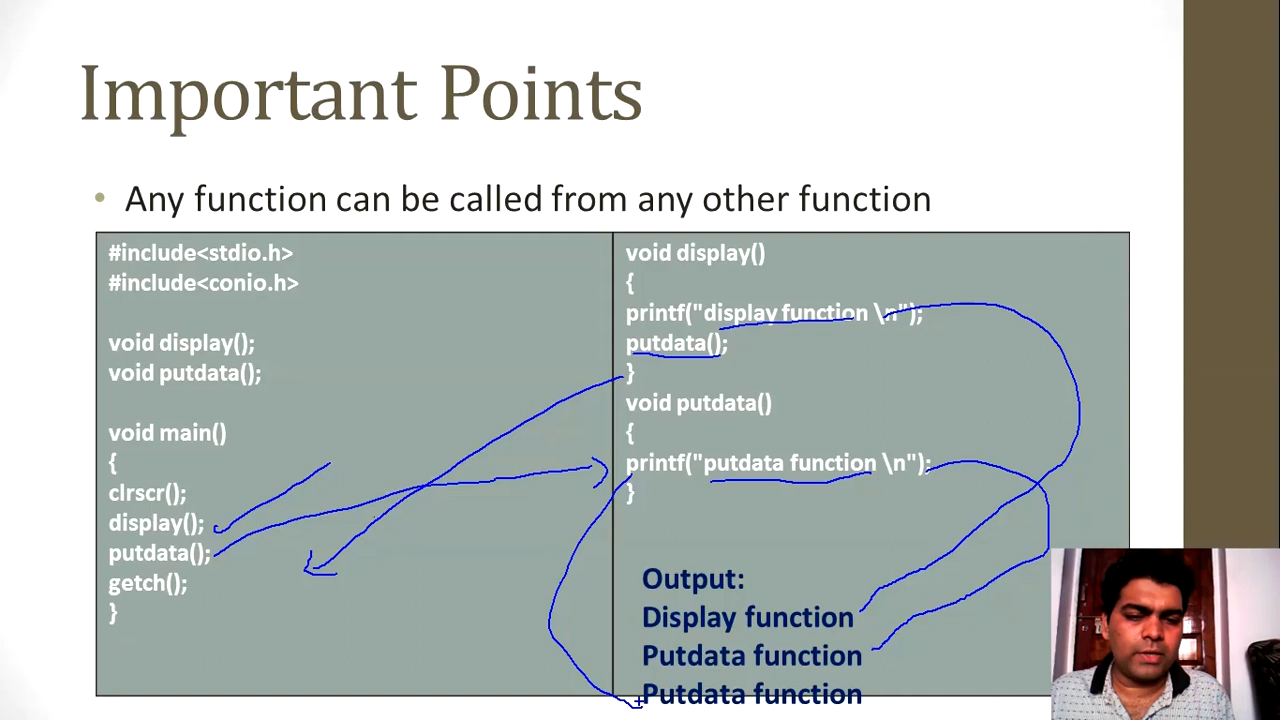 Important Points
• Any function can be called from any other function
#include<stdio.h>
#include<conio.h>
void display();
void putdata();
void main()
{
clrscr();
display();
putdata();
getch();
}
void display()
{
printf("display function \n");
putdata();
}
void putdata()
{
printf("putdata function \n");
}
Output:
Display function
Putdata function
Putdata function